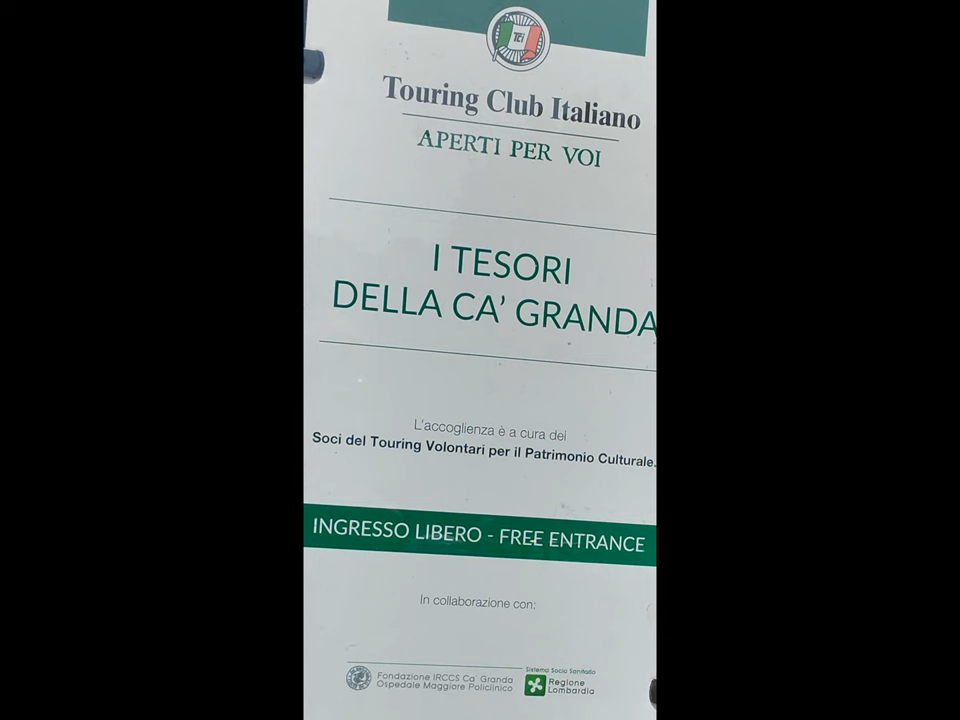 TCi
Touring Club Italiano
APERTI PER VOI
I TESORI
DELLA CA' GRANDA
L'accoglienza è a cura dei
Soci del Touring Volontari per il Patrimonio Culturale.
INGRESSO LIBERO - FREE ENTRANCE
In collaborazione con:
Fondazione IRCCS Ca' Granda
Ospedale Maggiore Policlinico
Sistema Socio Sanitario
Regione
Lombardia